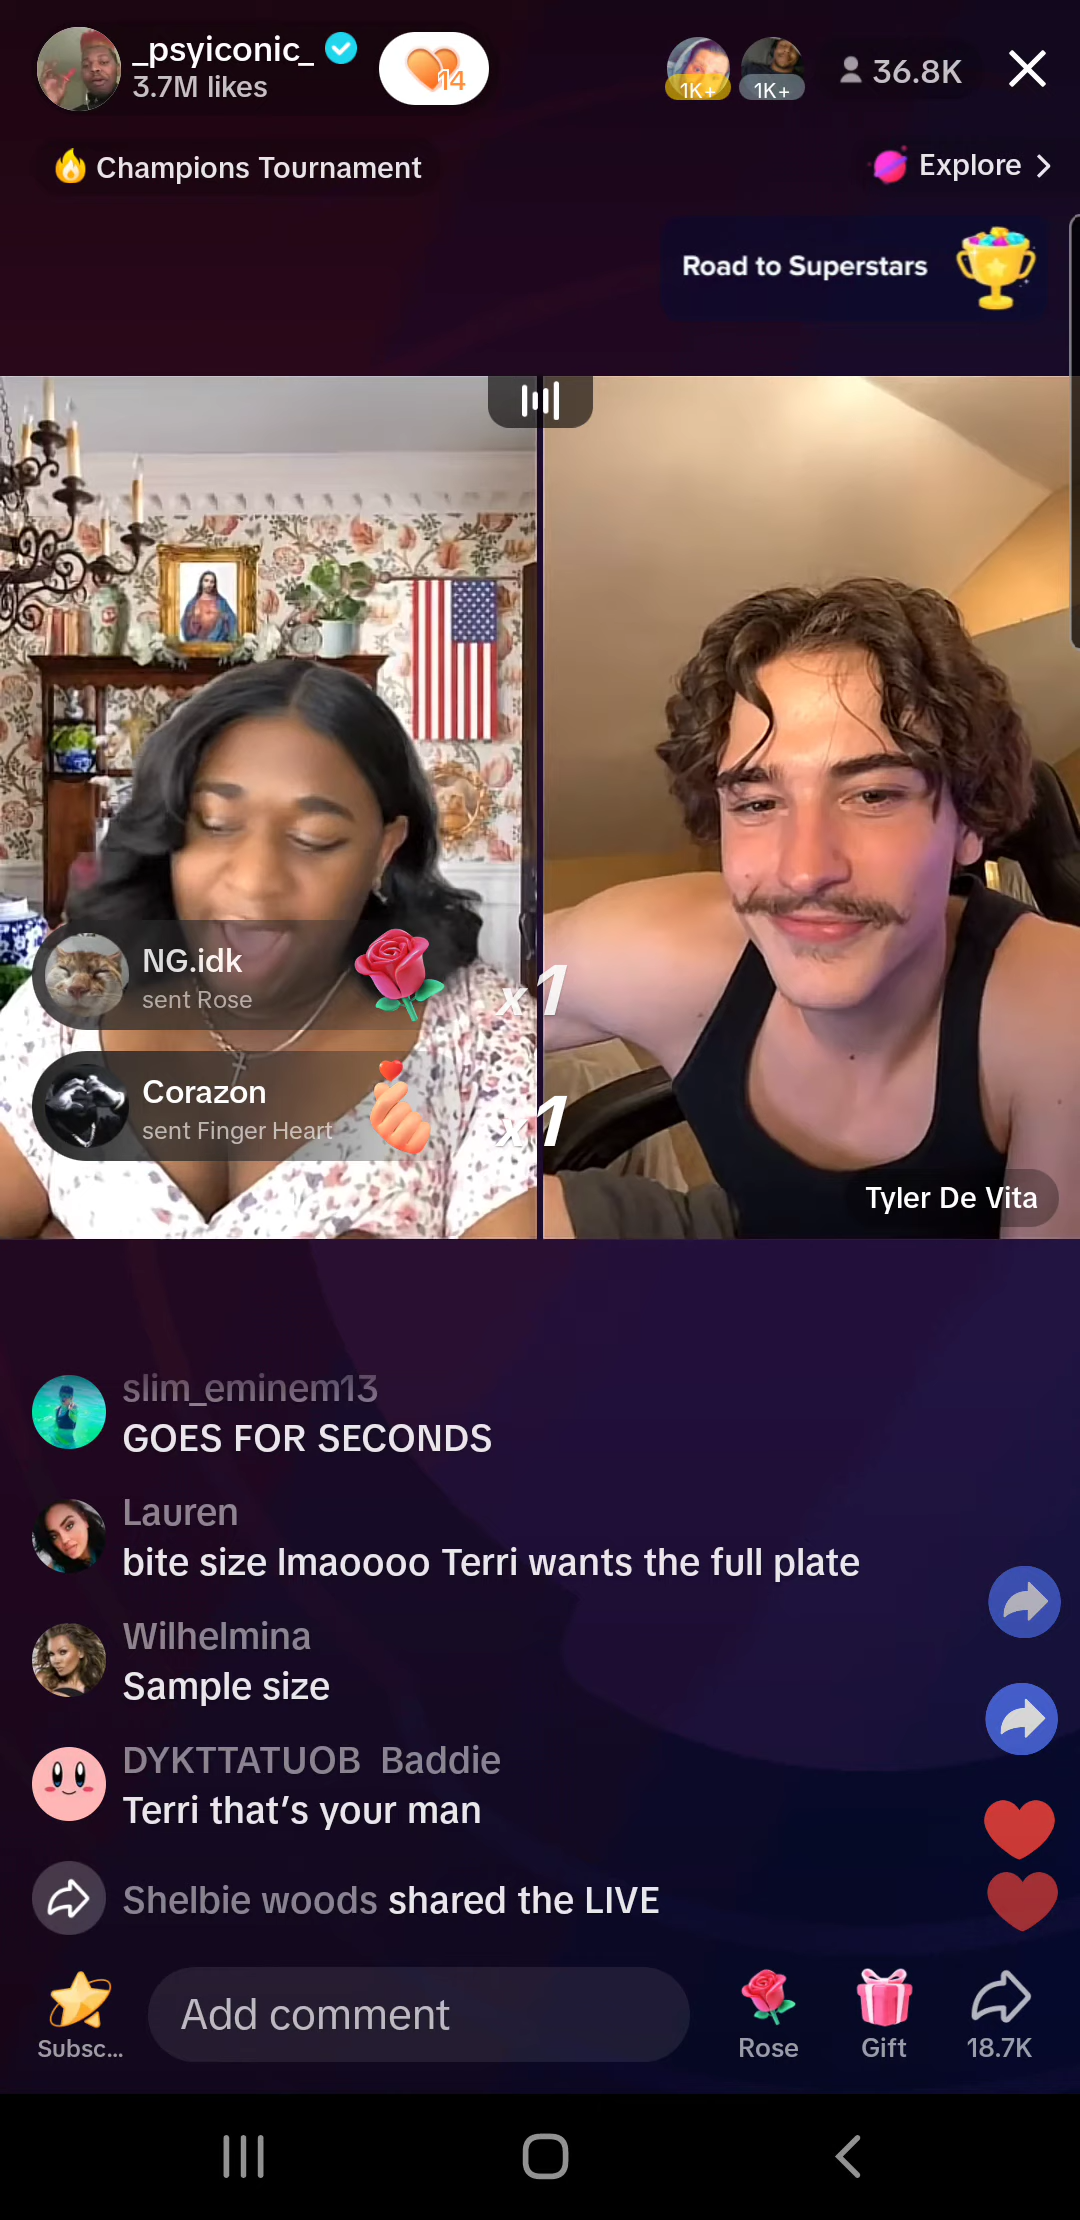 _psyiconic_
3.7M likes
14
1K+
1K+
36.8K
Champions Tournament
Explore
Road to Superstars
NG.idk
sent Rose
x1
Corazon
sent Finger Heart
x1
Tyler De Vita
slim_eminem13
GOES FOR SECONDS
Lauren
bite size lmaoooo Terri wants the full plate
Wilhelmina
Sample size
DYKTTATUOB Baddie
Terri that's your man
Shelbie woods shared the LIVE
Subsc...
Add comment
Rose
Gift
18.7K